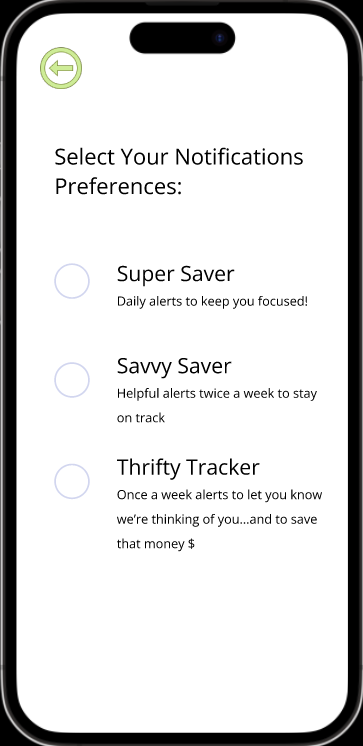 Select Your Notifications
Preferences:
Super Saver
Daily alerts to keep you focused!
Savvy Saver
Helpful alerts twice a week to stay
on track
Thrifty Tracker
Once a week alerts to let you know
we're thinking of you...and to save
that money $